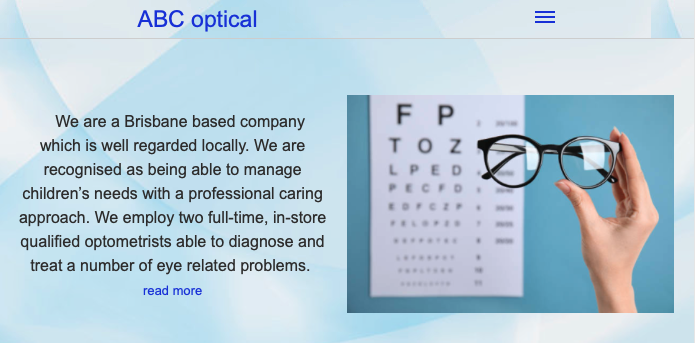 ABC optical
We are a Brisbane based company
which is well regarded locally. We are
recognised as being able to manage
children’s needs with a professional caring
approach. We employ two full-time, in-store
qualified optometrists able to diagnose and
treat a number of eye related problems.
read more
F P
T O Z
L P E D
P E C F D
E D F C Z P
F E L O P Z D